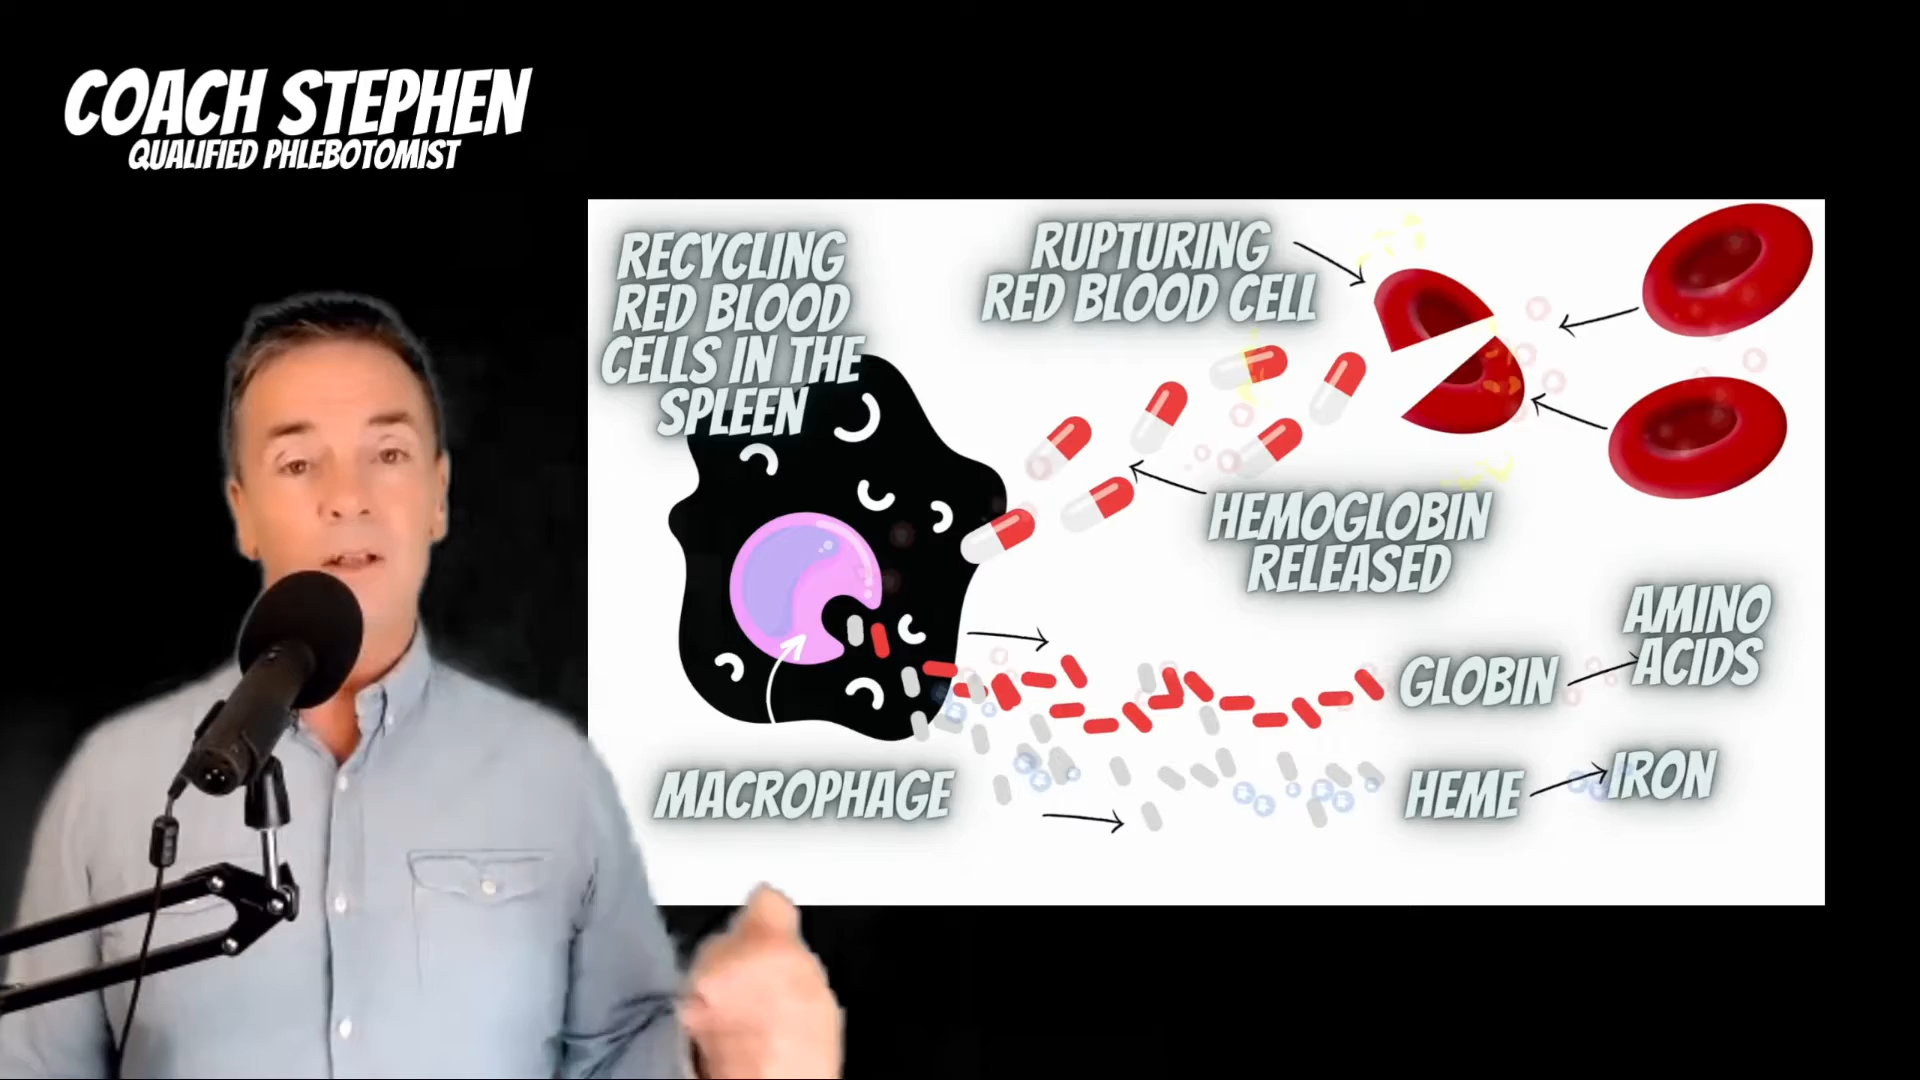 COACH STEPHEN
QUALIFIED PHLEBOTOMIST
RECYCLING
RED BLOOD
CELLS IN THE
SPLEEN
RUPTURING
RED BLOOD CELL
HEMOGLOBIN
RELEASED
AMINO
ACIDS
GLOBIN
MACROPHAGE
HEME
IRON